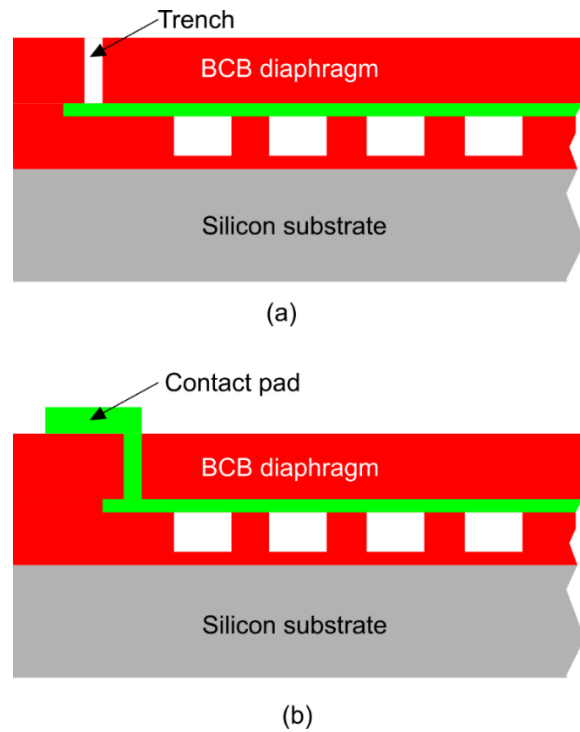 Trench
BCB diaphragm
Silicon substrate
(a)
Contact pad
BCB diaphragm
Silicon substrate
(b)